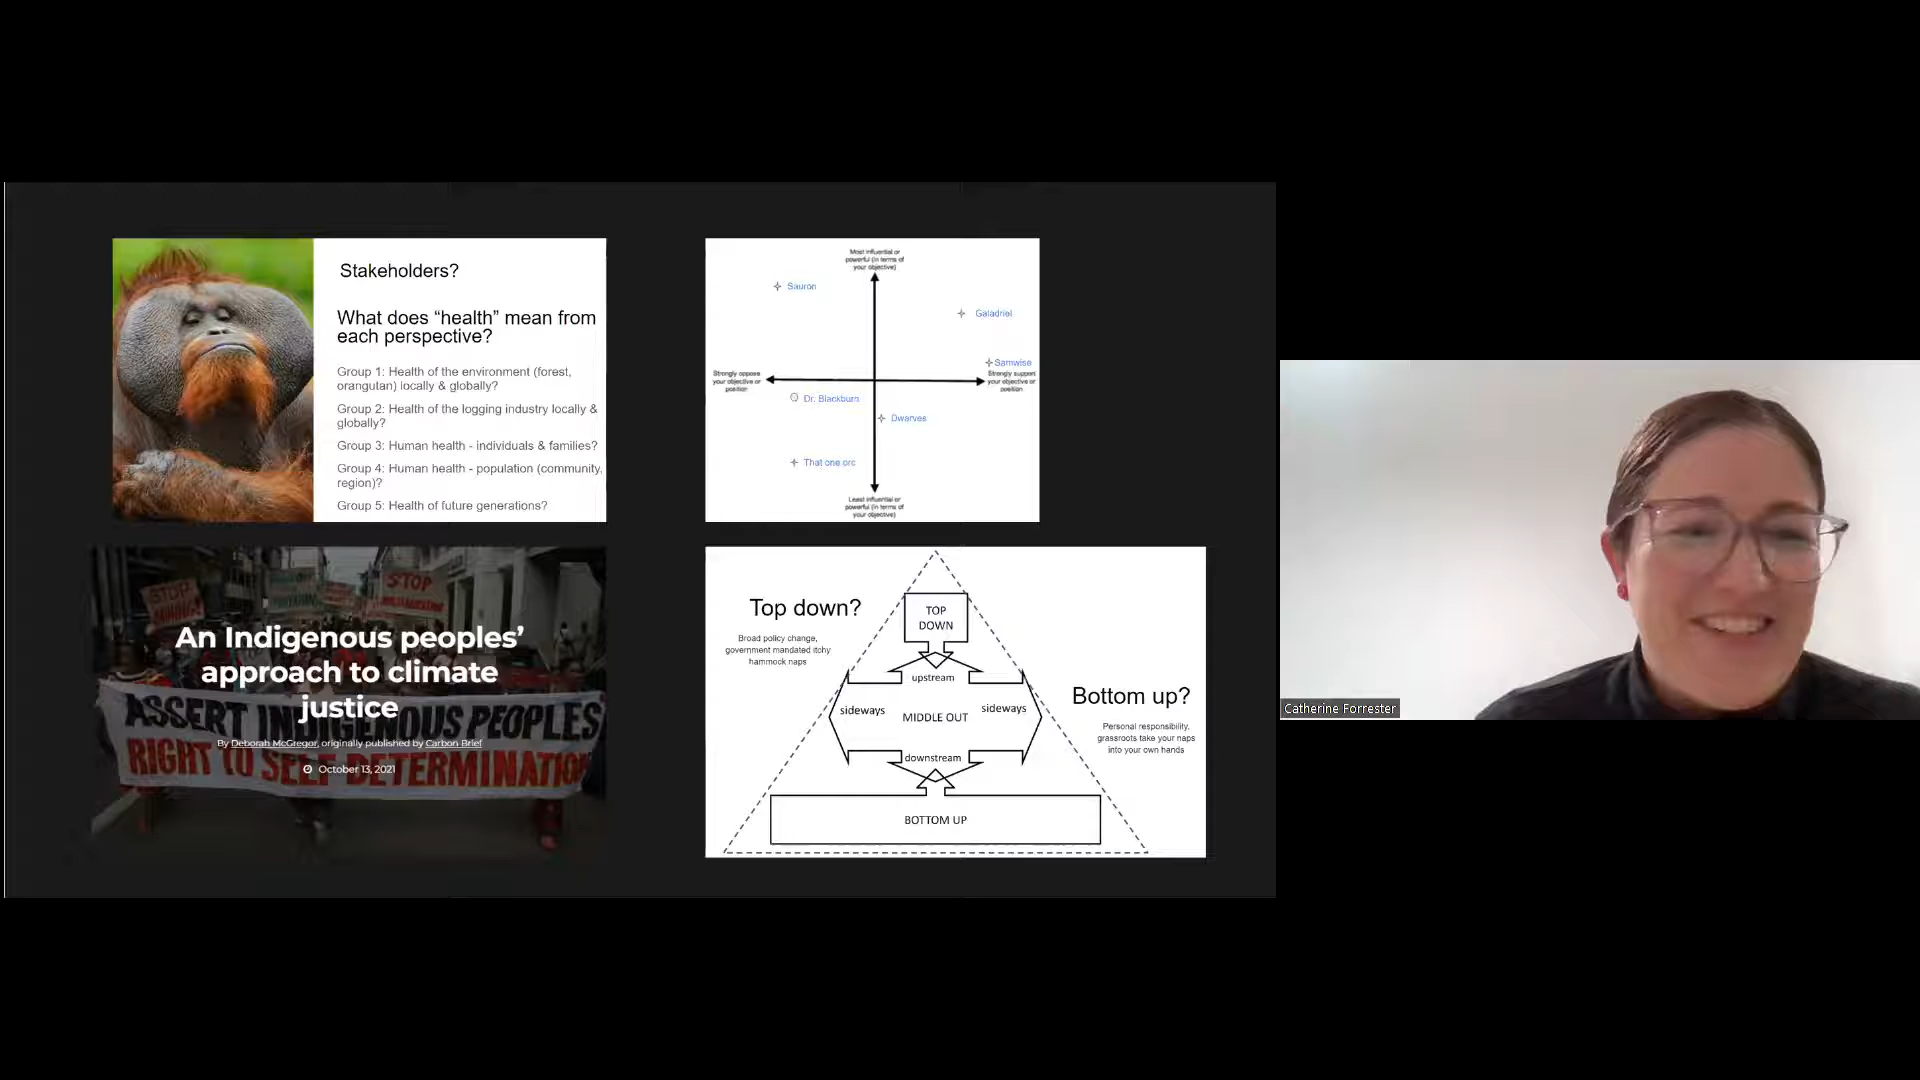 Stakeholders?
What does “health” mean from
each perspective?
Group 1: Health of the environment (forest,
orangutan) locally & globally?
Group 2: Health of the logging industry locally &
globally?
Group 3: Human health - individuals & families?
Group 4: Human health - population (community,
region)?
Group 5: Health of future generations?
Most influential or
powerful (in terms of
your objective)
Sauron
Galadriel
Samwise
Strongly oppose
your objective or
position
Strongly support
your objective or
position
Dr. Blackburn
Dwarves
That one orc
Least influential or
powerful (in terms of
your objective)
STOP
MINING
STOP
An Indigenous peoples’
approach to climate
justice
ASSERT INDIGENOUS PEOPLES
By Deborah McGregor, originally published by Carbon Brief
RIGHT TO SELF DETERMINATION
October 13, 2021
Top down?
Broad policy change,
government mandated itchy
hammock naps
TOP
DOWN
upstream
sideways
MIDDLE OUT
sideways
downstream
BOTTOM UP
Bottom up?
Personal responsibility,
grassroots take your naps
into your own hands
Catherine Forrester